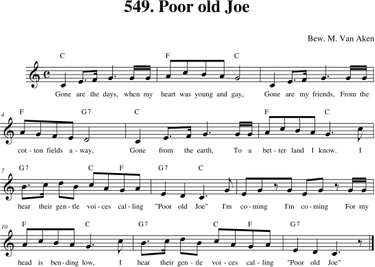 549. Poor old Joe
Bew. M. Van Aken
C F C
Gone are the days, when my heart was young and gay, Gone are my friends, From the
4 F G7 C F C
cot - ton fields a - way, Gone from the earth, To a bet - ter land I know. I
7 G7 C F G7 C
hear their gen - tle voi - ces cal - ling "Poor old Joe" I'm co - ming I'm co - ming For my
10 F C G7 C F G7 C
head is ben - ding low, I hear their gen - tle voi - ces cal - ling "Poor old Joe"